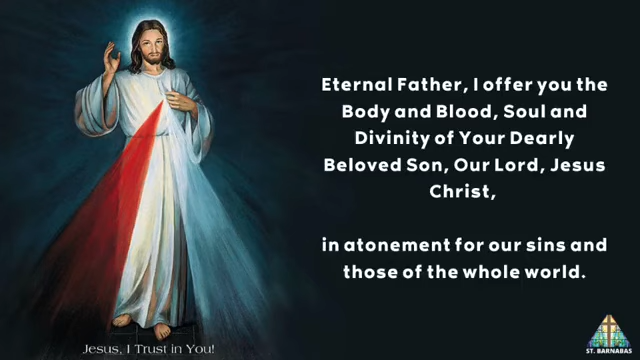 Eternal Father, I offer you the
Body and Blood, Soul and
Divinity of Your Dearly
Beloved Son, Our Lord, Jesus
Christ,
in atonement for our sins and
those of the whole world.
Jesus, I Trust in You!
ST. BARNABAS